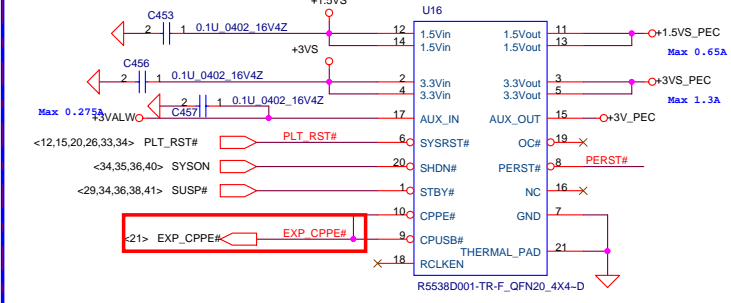 +1.5VS
U16
C453
2 1 0.1U_0402_16V4Z
12 1.5Vin 1.5Vout 11 +1.5VS_PEC
14 1.5Vin 1.5Vout 13
Max 0.65A
+3VS
C456
2 1 0.1U_0402_16V4Z
2 3.3Vin 3.3Vout 3 +3VS_PEC
4 3.3Vin 3.3Vout 5
Max 1.3A
2 1 0.1U_0402_16V4Z
Max 0.275A
C457
+3VALW 17 AUX_IN AUX_OUT 15 +3V_PEC
<12,15,20,26,33,34> PLT_RST# PLT_RST# 6 SYSRST# OC# 19
<34,35,36,40> SYSON 20 SHDN# PERST# 8 PERST#
<29,34,36,38,41> SUSP# 1 STBY# NC 16
10 CPPE# GND 7
<21> EXP_CPPE# EXP_CPPE# 9 CPUSB#
THERMAL_PAD 21
18 RCLKEN
R5538D001-TR-F_QFN20_4X4~D